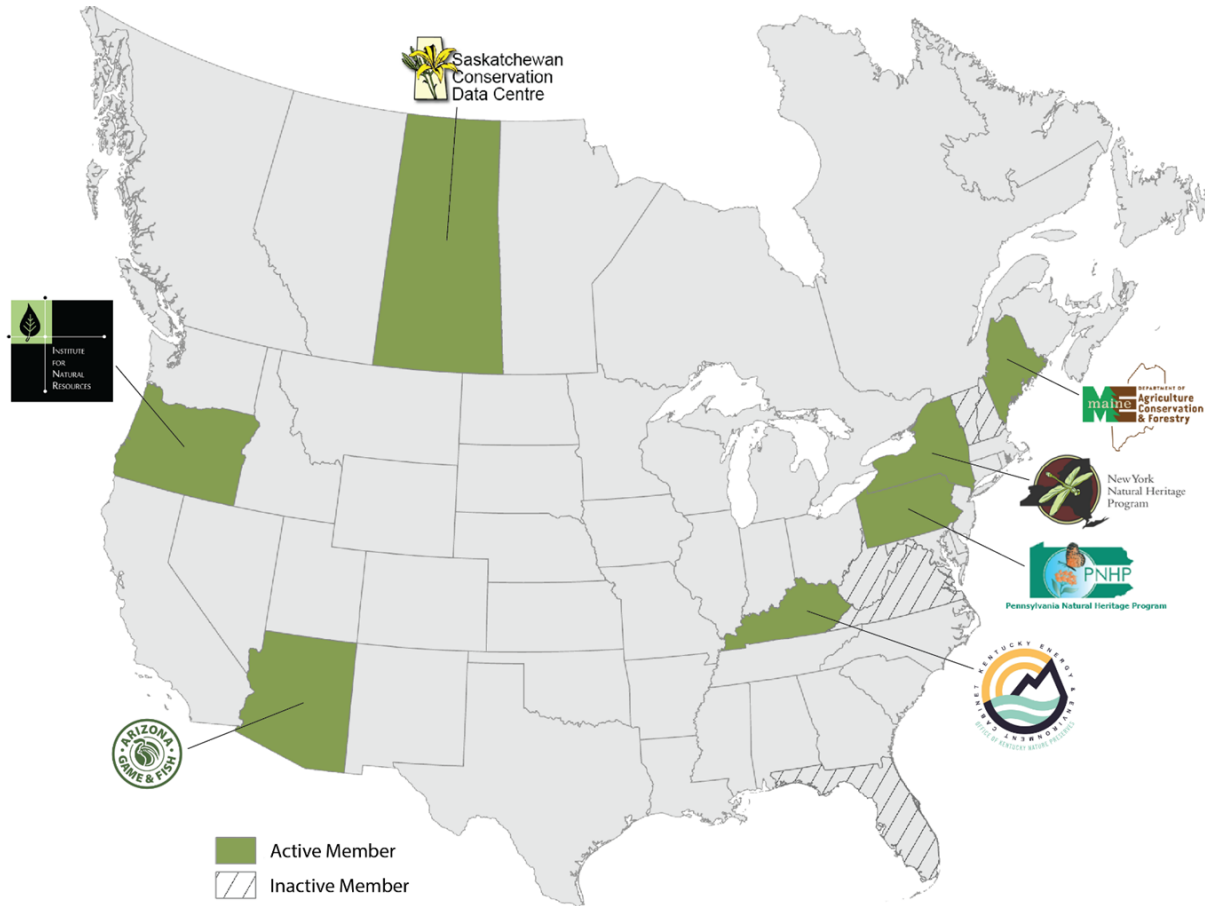 Saskatchewan
Conservation
Data Centre
INSTITUTE
FOR
NATURAL
RESOURCES
DEPARTMENT OF
maine
Agriculture
Conservation
& Forestry
New York
Natural Heritage
Program
PNHP
Pennsylvania Natural Heritage Program
KENTUCKY ENERGY & ENVIRONMENT CABINET
OFFICE OF KENTUCKY NATURE PRESERVES
ARIZONA
GAME & FISH
Active Member
Inactive Member